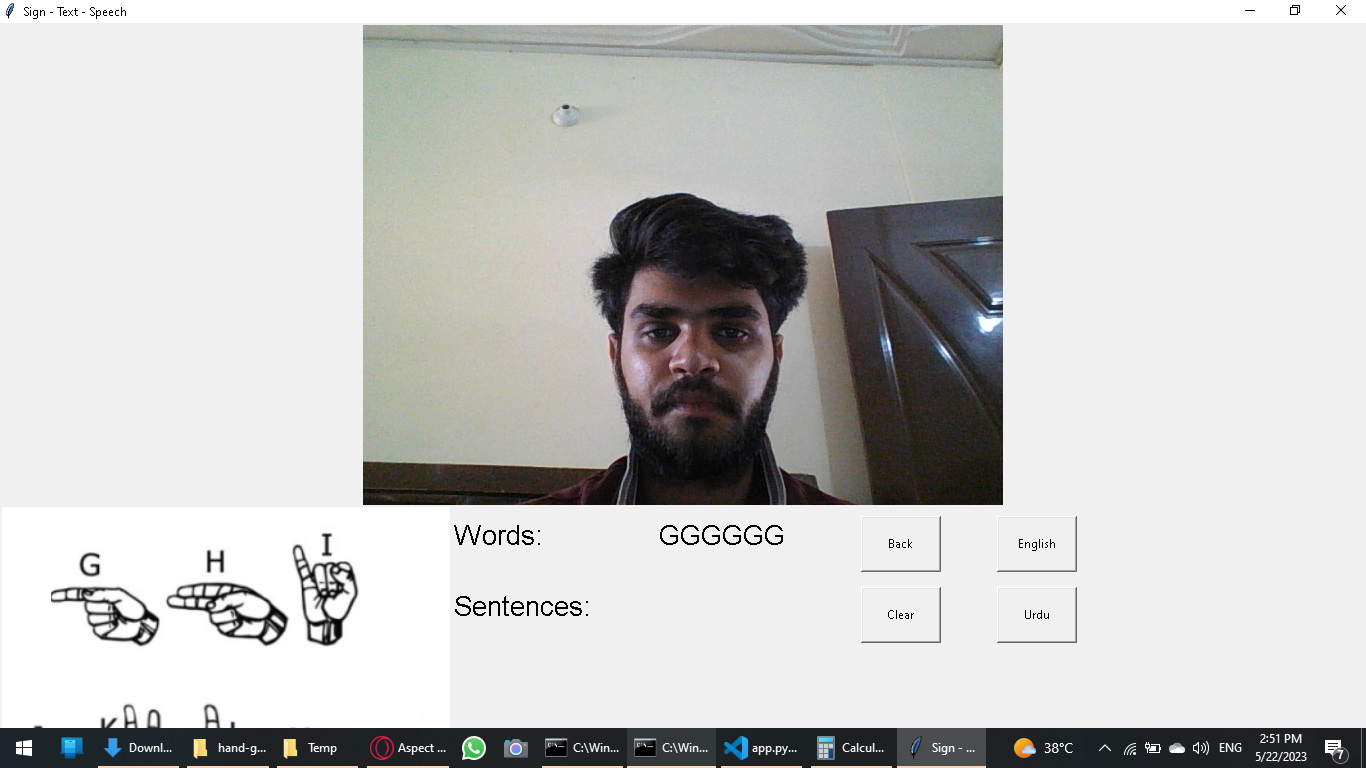 Sign - Text - Speech
Words: GGGGGG Back English
Sentences: Clear Urdu
G H I
K
Downl... hand-g... Temp Aspect ... C:\Win... C:\Win... app.py... Calcul... Sign - ... 38°C ENG 2:51 PM
5/22/2023 7